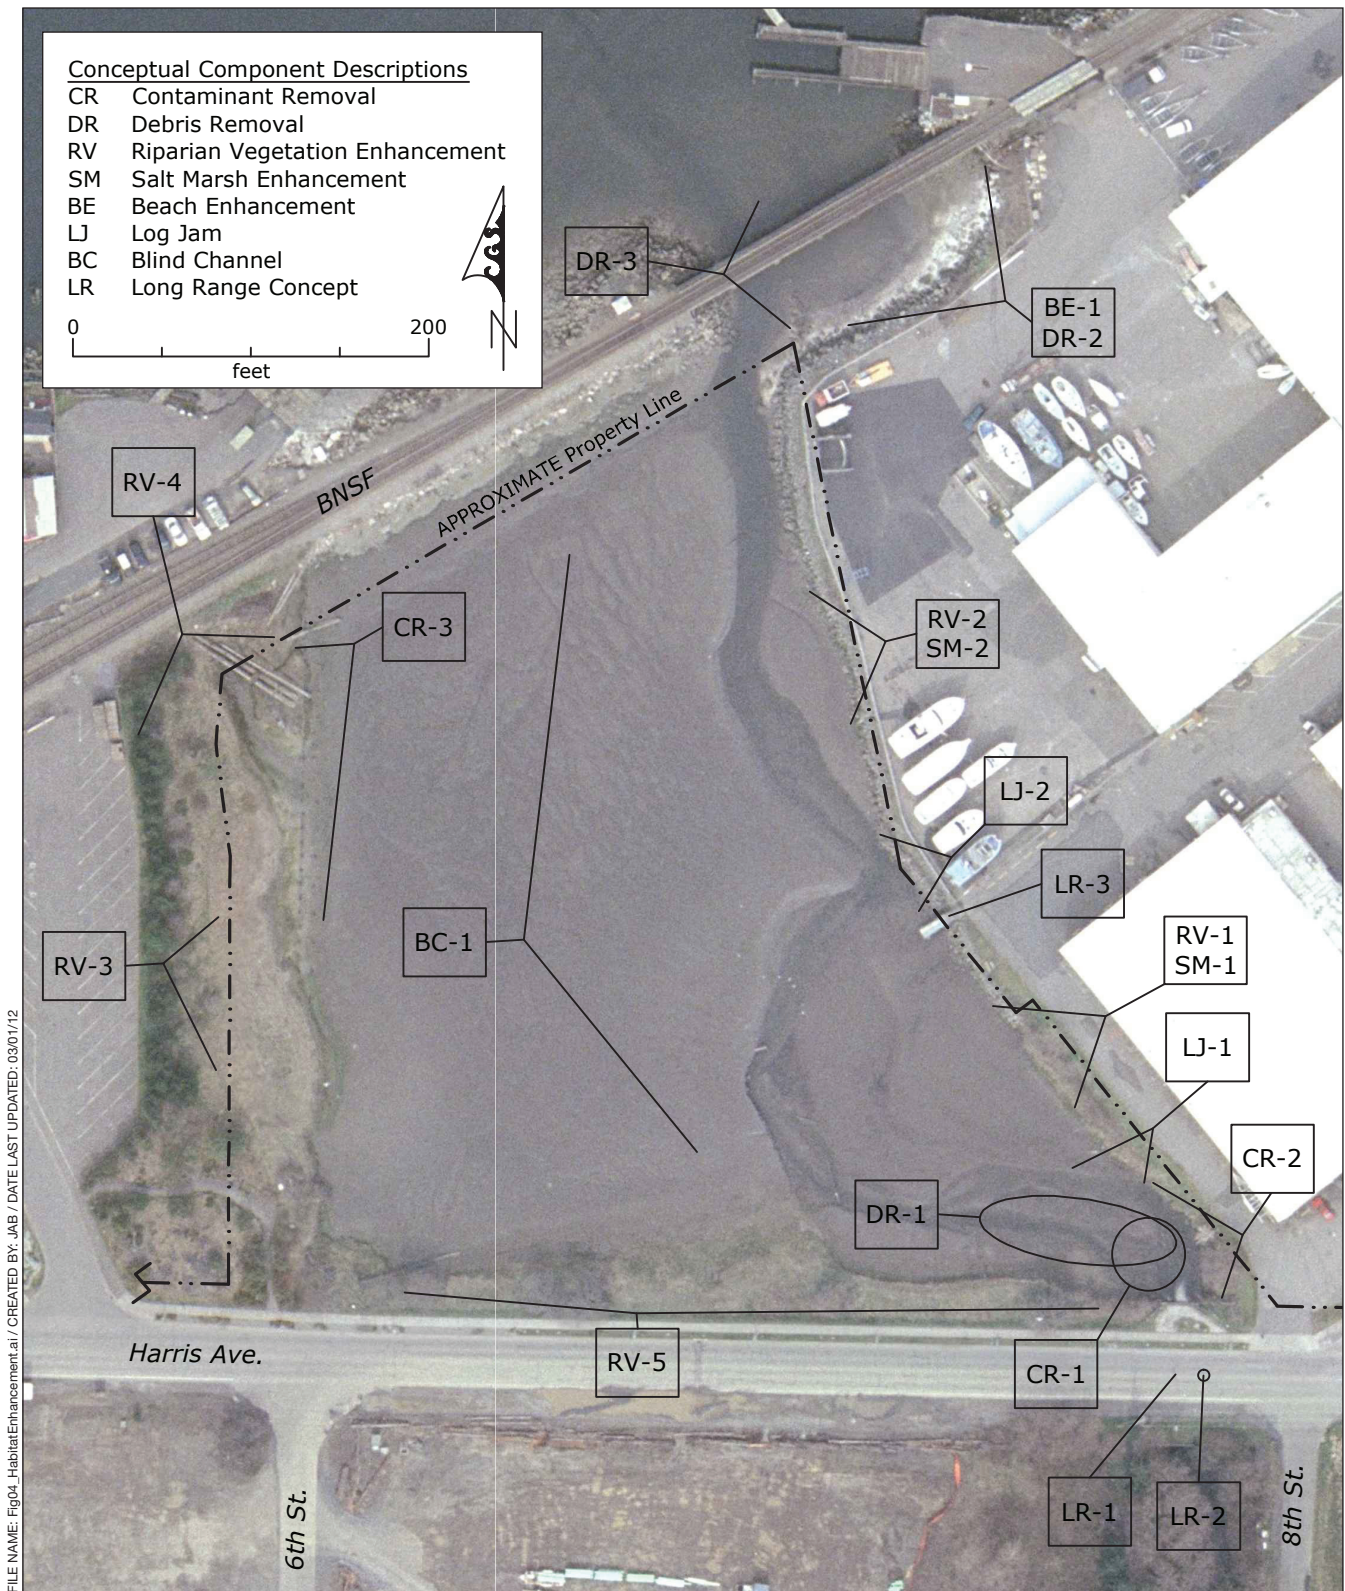 Conceptual Component Descriptions
CR Contaminant Removal
DR Debris Removal
RV Riparian Vegetation Enhancement
SM Salt Marsh Enhancement
BE Beach Enhancement
LJ Log Jam
BC Blind Channel
LR Long Range Concept
N
0 200
feet
DR-3
BE-1
DR-2
APPROXIMATE Property Line
BNSF
RV-4
CR-3
RV-2
SM-2
LJ-2
LR-3
BC-1
RV-3
RV-1
SM-1
LJ-1
CR-2
DR-1
RV-5
CR-1
Harris Ave.
LR-1
LR-2
6th St.
8th St.
FILE NAME: Fig04_HabitatEnhancement.ai / CREATED BY: JAB / DATE LAST UPDATED: 03/01/12